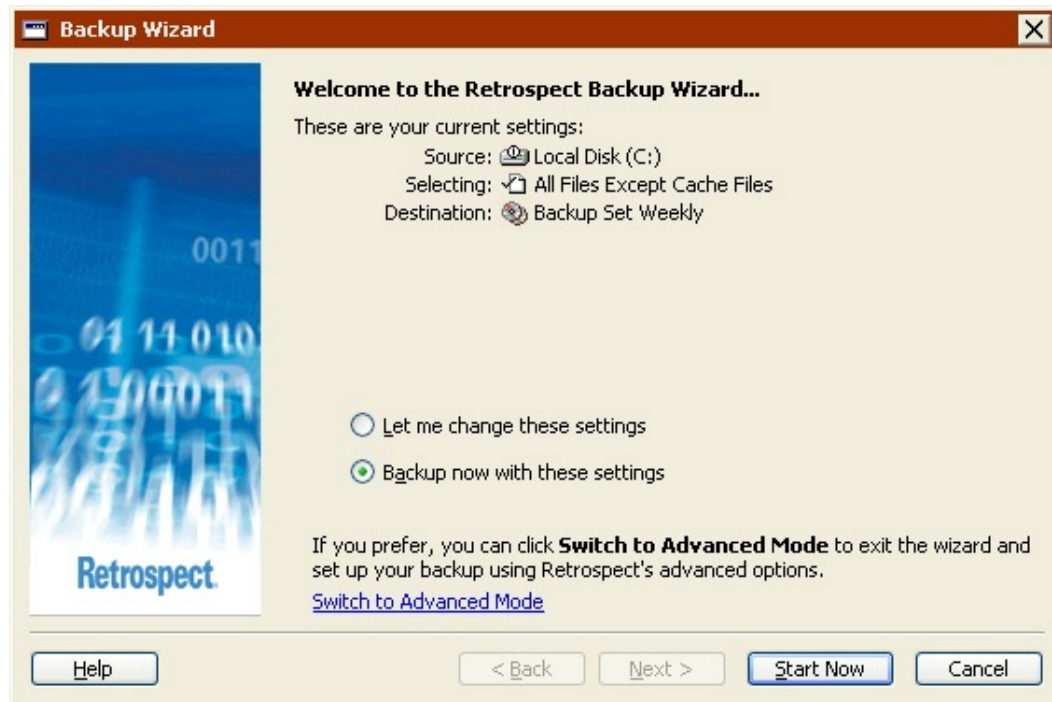 Backup Wizard
Welcome to the Retrospect Backup Wizard...
These are your current settings:
Source: Local Disk (C:)
Selecting: All Files Except Cache Files
Destination: Backup Set Weekly
0011
01 11 010
0 1 00011
Let me change these settings
Backup now with these settings
Retrospect.
If you prefer, you can click Switch to Advanced Mode to exit the wizard and
set up your backup using Retrospect's advanced options.
Switch to Advanced Mode
Help
< Back
Next >
Start Now
Cancel